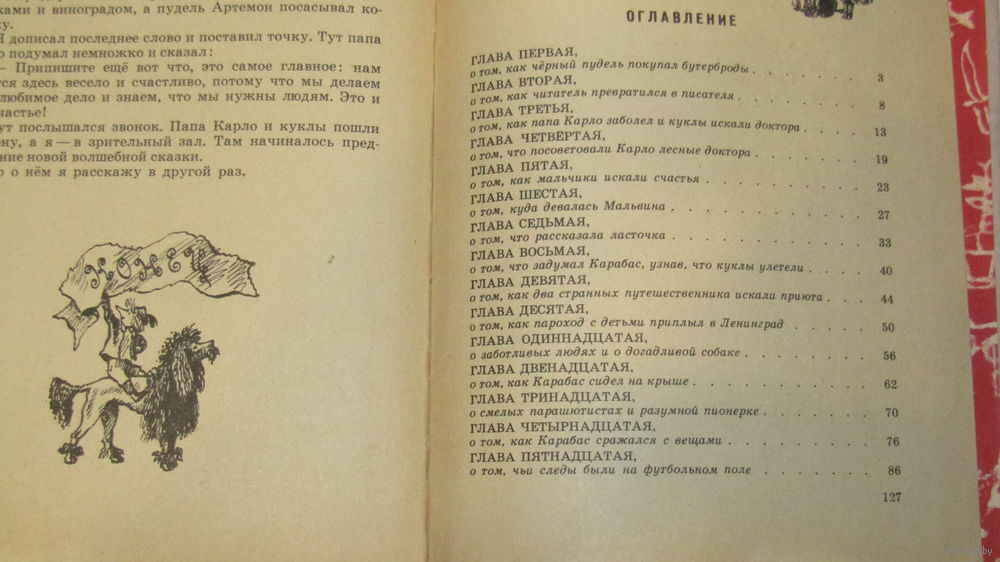 ками и виноградом, а пудель Артемон посасывал ко-
у.
Я дописал последнее слово и поставил точку. Тут папа
о подумал немножко и сказал:
— Припишите ещё вот что, это самое главное: нам
тся здесь весело и счастливо, потому что мы делаем
любимое дело и знаем, что мы нужны людям. Это и
счастье!
ут послышался звонок. Папа Карло и куклы пошли
ену, а я — в зрительный зал. Там начиналось пред-
ние новой волшебной сказки.
о о нём я расскажу в другой раз.
КОНЕЦ
ОГЛАВЛЕНИЕ
ГЛАВА ПЕРВАЯ,
о том, как чёрный пудель покупал бутерброды . . . . . . 3
ГЛАВА ВТОРАЯ,
о том, как читатель превратился в писателя . . . . . . . 8
ГЛАВА ТРЕТЬЯ,
о том, как папа Карло заболел и куклы искали доктора . . . . 13
ГЛАВА ЧЕТВЁРТАЯ,
о том, что посоветовали Карло лесные доктора . . . . . . 19
ГЛАВА ПЯТАЯ,
о том, как мальчики искали счастья . . . . . . . . 23
ГЛАВА ШЕСТАЯ,
о том, куда девалась Мальвина . . . . . . . . . 27
ГЛАВА СЕДЬМАЯ,
о том, что рассказала ласточка . . . . . . . . . 33
ГЛАВА ВОСЬМАЯ,
о том, что задумал Карабас, узнав, что куклы улетели . . . . 40
ГЛАВА ДЕВЯТАЯ,
о том, как два странных путешественника искали приюта . . . 44
ГЛАВА ДЕСЯТАЯ,
о том, как пароход с детьми приплыл в Ленинград . . . . . 50
ГЛАВА ОДИННАДЦАТАЯ,
о заботливых людях и о догадливой собаке . . . . . . . 56
ГЛАВА ДВЕНАДЦАТАЯ,
о том, как Карабас сидел на крыше . . . . . . . . . 62
ГЛАВА ТРИНАДЦАТАЯ,
о смелых парашютистах и разумной пионерке . . . . . . 70
ГЛАВА ЧЕТЫРНАДЦАТАЯ,
о том, как Карабас сражался с вещами . . . . . . . . 76
ГЛАВА ПЯТНАДЦАТАЯ,
о том, чьи следы были на футбольном поле . . . . . . . 86
127